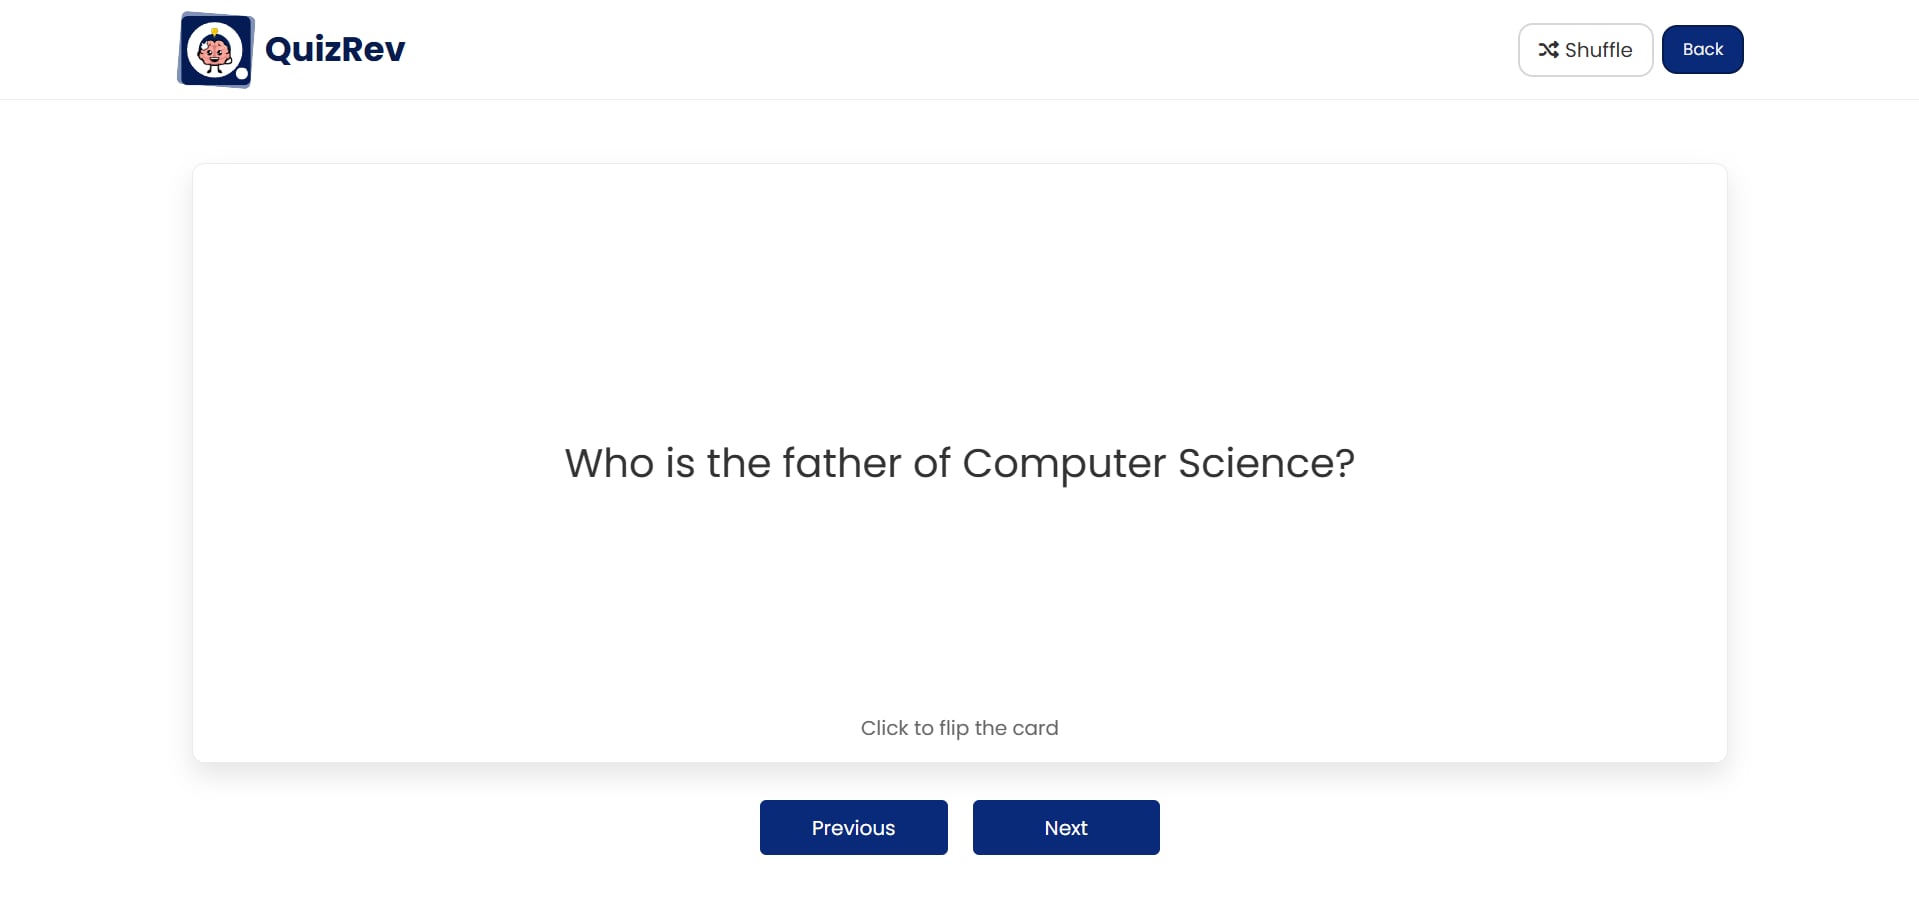 QuizRev
Shuffle
Back
Who is the father of Computer Science?
Click to flip the card
Previous
Next